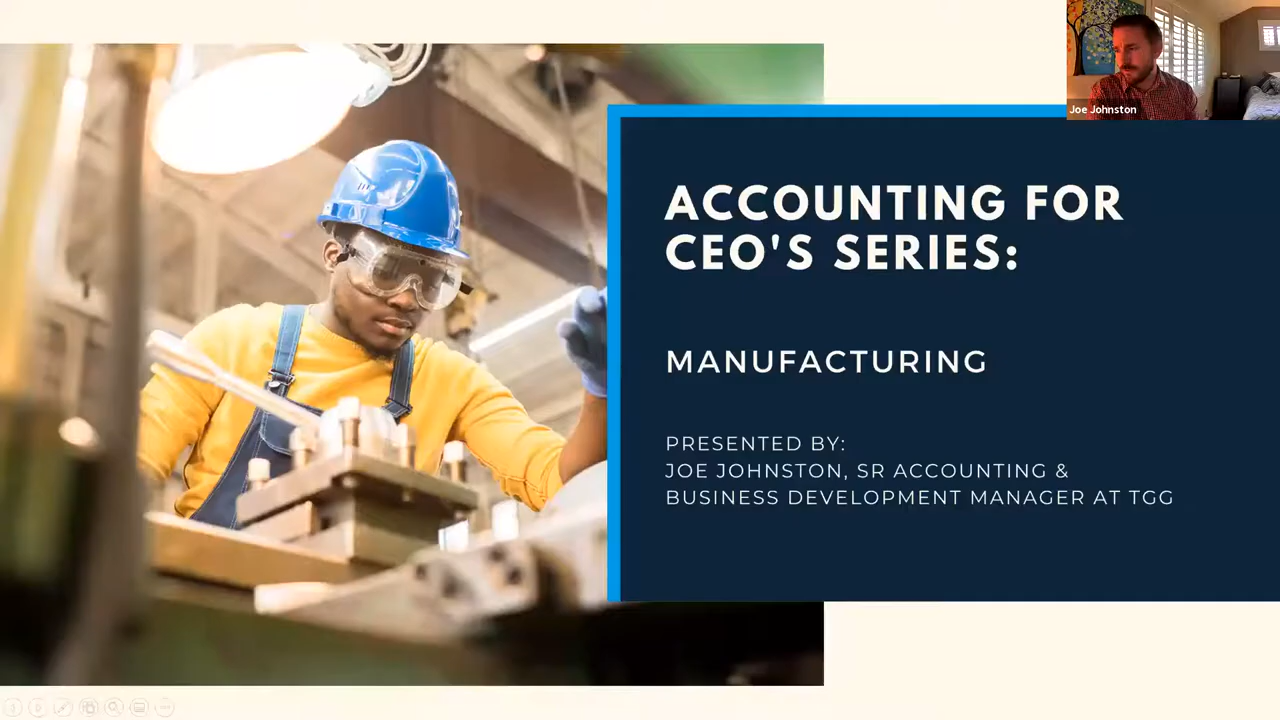 Joe Johnston
ACCOUNTING FOR
CEO'S SERIES:
MANUFACTURING
PRESENTED BY:
JOE JOHNSTON, SR ACCOUNTING &
BUSINESS DEVELOPMENT MANAGER AT TGG